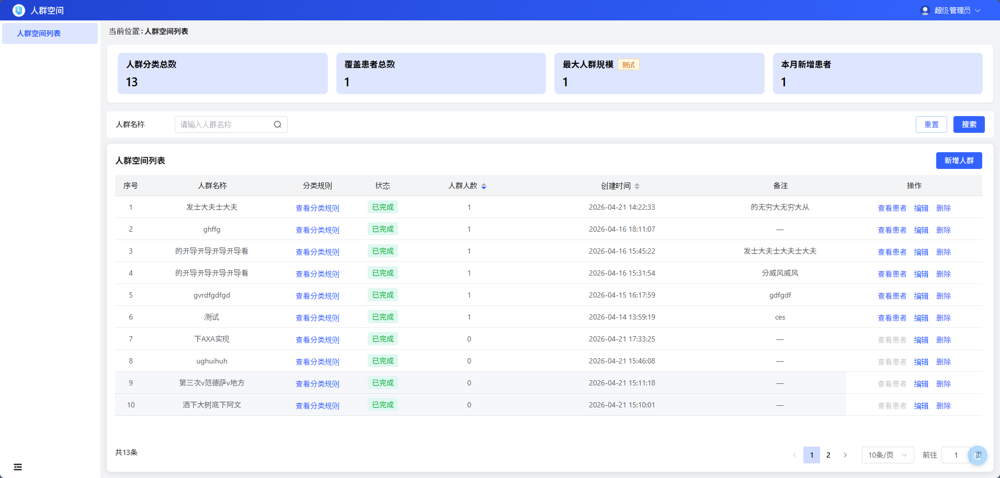 人群空间
超级管理员
人群空间列表
当前位置：人群空间列表
人群分类总数
13
覆盖患者总数
1
最大人群规模 测试
1
本月新增患者
1
人群名称 请输入人群名称 重置 搜索
人群空间列表 新增人群
序号 人群名称 分类规则 状态 人群人数 创建时间 备注 操作
1 发士大夫士大夫 查看分类规则 已完成 1 2026-04-21 14:22:33 的无穷大无穷大从 查看患者 编辑 删除
2 ghffg 查看分类规则 已完成 1 2026-04-16 18:11:07 — 查看患者 编辑 删除
3 的开导开导开导开导看 查看分类规则 已完成 1 2026-04-16 15:45:22 发士大夫士大夫士大夫 查看患者 编辑 删除
4 的开导开导开导开导看 查看分类规则 已完成 1 2026-04-16 15:31:54 分威风威风 查看患者 编辑 删除
5 gvrdfgdfgd 查看分类规则 已完成 1 2026-04-15 16:17:59 gdfgdf 查看患者 编辑 删除
6 测试 查看分类规则 已完成 1 2026-04-14 13:59:19 ces 查看患者 编辑 删除
7 下AXA实现 查看分类规则 已完成 0 2026-04-21 17:33:25 — 查看患者 编辑 删除
8 ughuihuh 查看分类规则 已完成 0 2026-04-21 15:46:08 — 查看患者 编辑 删除
9 第三次v范德萨v地方 查看分类规则 已完成 0 2026-04-21 15:11:18 — 查看患者 编辑 删除
10 洒下大树底下阿文 查看分类规则 已完成 0 2026-04-21 15:10:01 — 查看患者 编辑 删除
共13条 1 2 10条/页 前往 1 页